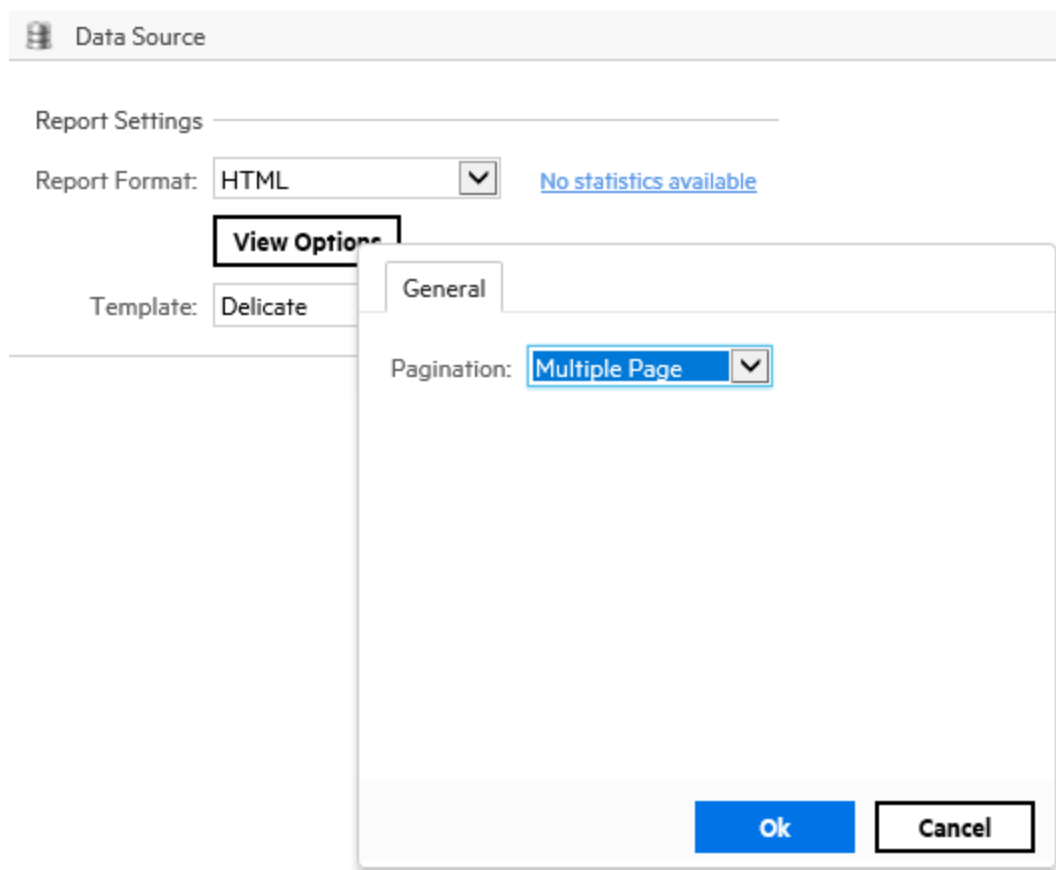 Data Source
Report Settings
Report Format: HTML No statistics available
View Options
General
Template: Delicate
Pagination: Multiple Page
Ok Cancel